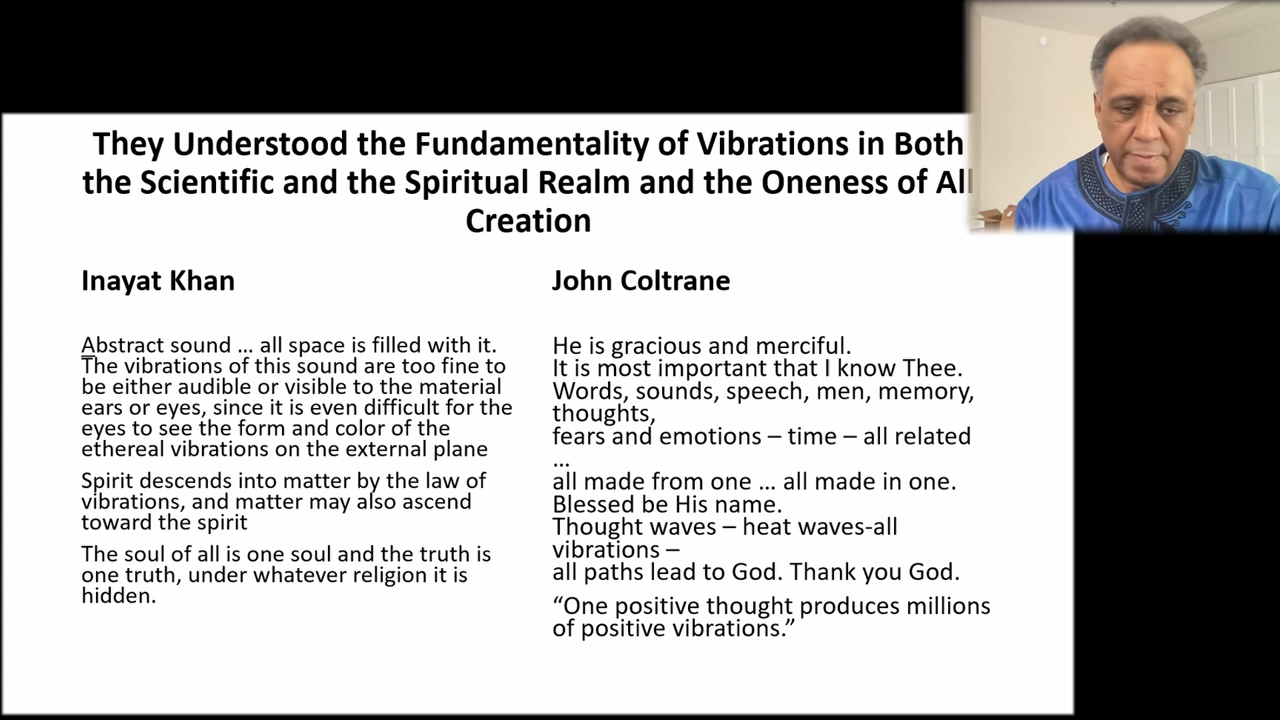 They Understood the Fundamentality of Vibrations in Both
the Scientific and the Spiritual Realm and the Oneness of All
Creation
Inayat Khan
Abstract sound ... all space is filled with it.
The vibrations of this sound are too fine to
be either audible or visible to the material
ears or eyes, since it is even difficult for the
eyes to see the form and color of the
ethereal vibrations on the external plane
Spirit descends into matter by the law of
vibrations, and matter may also ascend
toward the spirit
The soul of all is one soul and the truth is
one truth, under whatever religion it is
hidden.
John Coltrane
He is gracious and merciful.
It is most important that I know Thee.
Words, sounds, speech, men, memory,
thoughts,
fears and emotions – time – all related
...
all made from one ... all made in one.
Blessed be His name.
Thought waves – heat waves-all
vibrations –
all paths lead to God. Thank you God.
“One positive thought produces millions
of positive vibrations.”